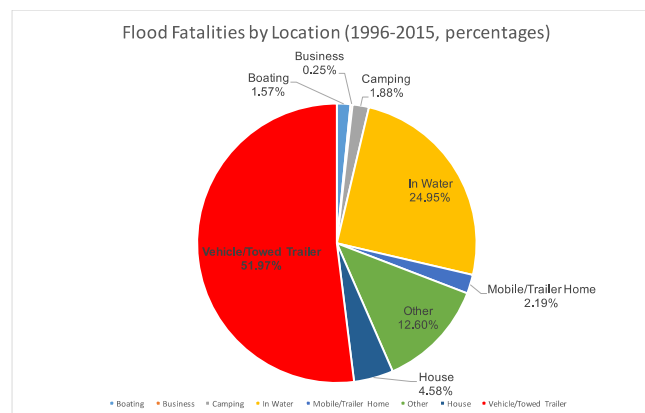 Flood Fatalities by Location (1996-2015, percentages)
Business
0.25%
Boating
1.57%
Camping
1.88%
In Water
24.95%
Vehicle/Towed Trailer
51.97%
Mobile/Trailer Home
2.19%
Other
12.60%
House
4.58%
Boating Business Camping In Water Mobile/Trailer Home Other House Vehicle/Towed Trailer